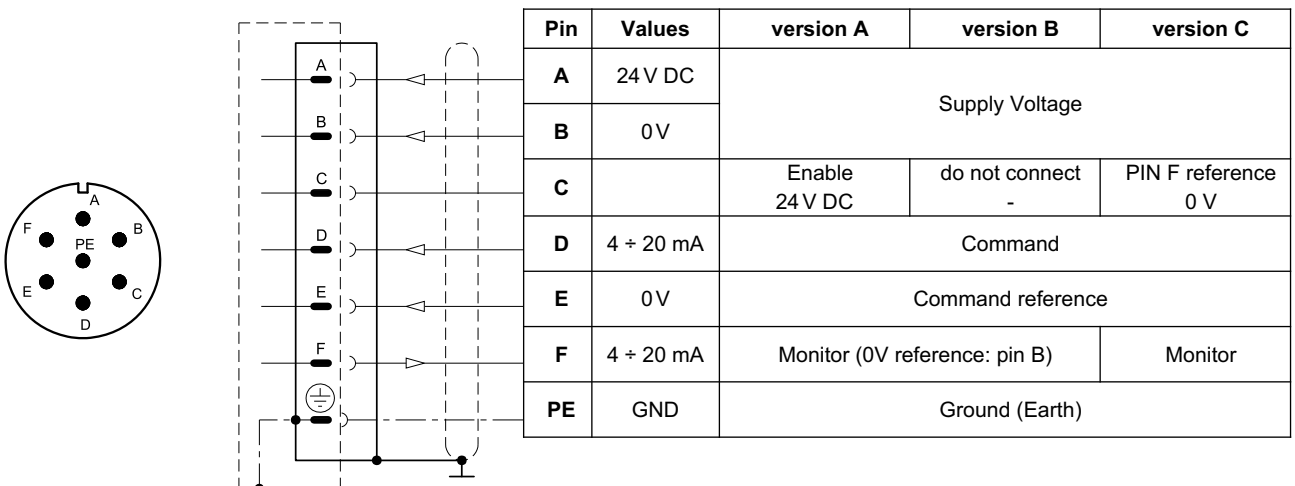 A
F
B
PE
E
C
D
A
B
C
D
E
F
Pin Values version A version B version C
A 24 V DC
Supply Voltage
B 0 V
C Enable do not connect PIN F reference
24 V DC - 0 V
D 4 ÷ 20 mA Command
E 0 V Command reference
F 4 ÷ 20 mA Monitor (0V reference: pin B) Monitor
PE GND Ground (Earth)